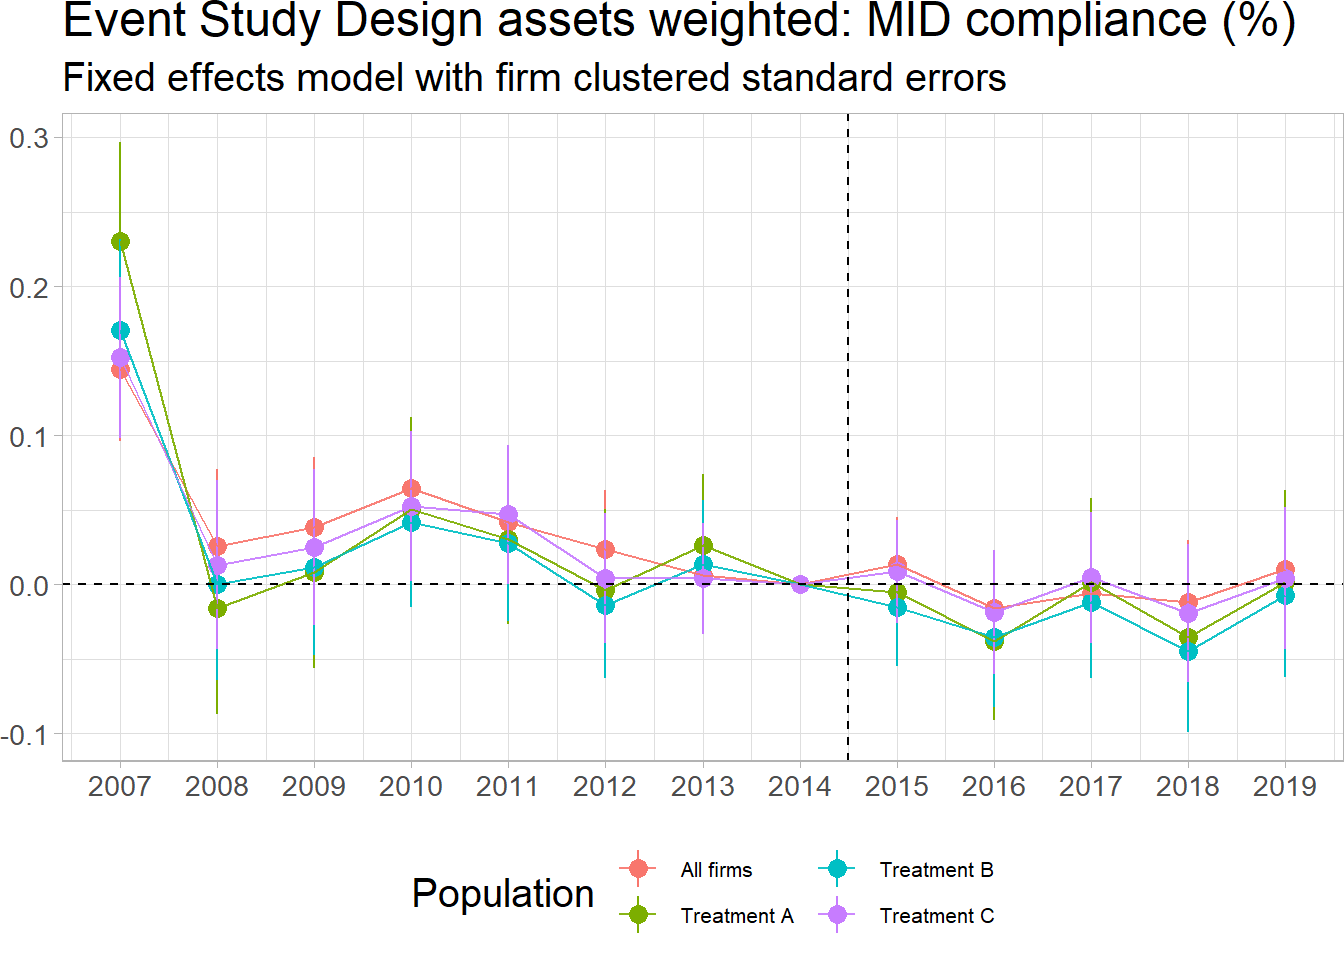 Event Study Design assets weighted: MID compliance (%)
Fixed effects model with firm clustered standard errors
0.3
0.2
0.1
0.0
-0.1
2007 2008 2009 2010 2011 2012 2013 2014 2015 2016 2017 2018 2019
Population
All firms
Treatment A
Treatment B
Treatment C